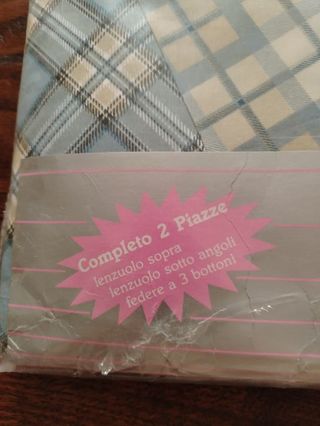 Completo 2 Piazze
lenzuolo sopra
lenzuolo sotto angoli
federe a 3 bottoni